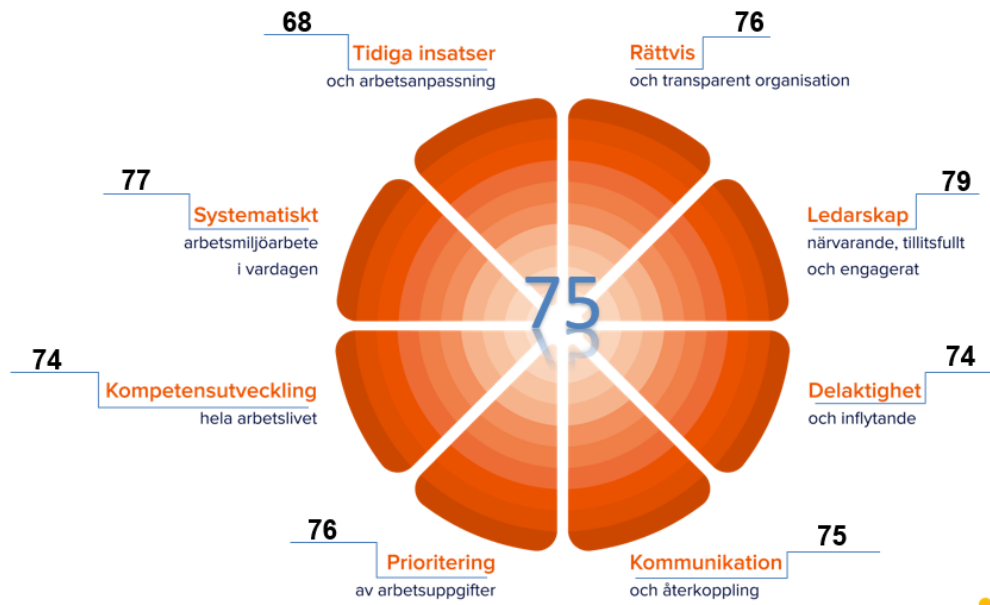 68
Tidiga insatser
och arbetsanpassning
76
Rättvis
och transparent organisation
77
Systematiskt
arbetsmiljöarbete
i vardagen
79
Ledarskap
närvarande, tillitsfullt
och engagerat
75
74
Kompetensutveckling
hela arbetslivet
74
Delaktighet
och inflytande
76
Prioritering
av arbetsuppgifter
75
Kommunikation
och återkoppling